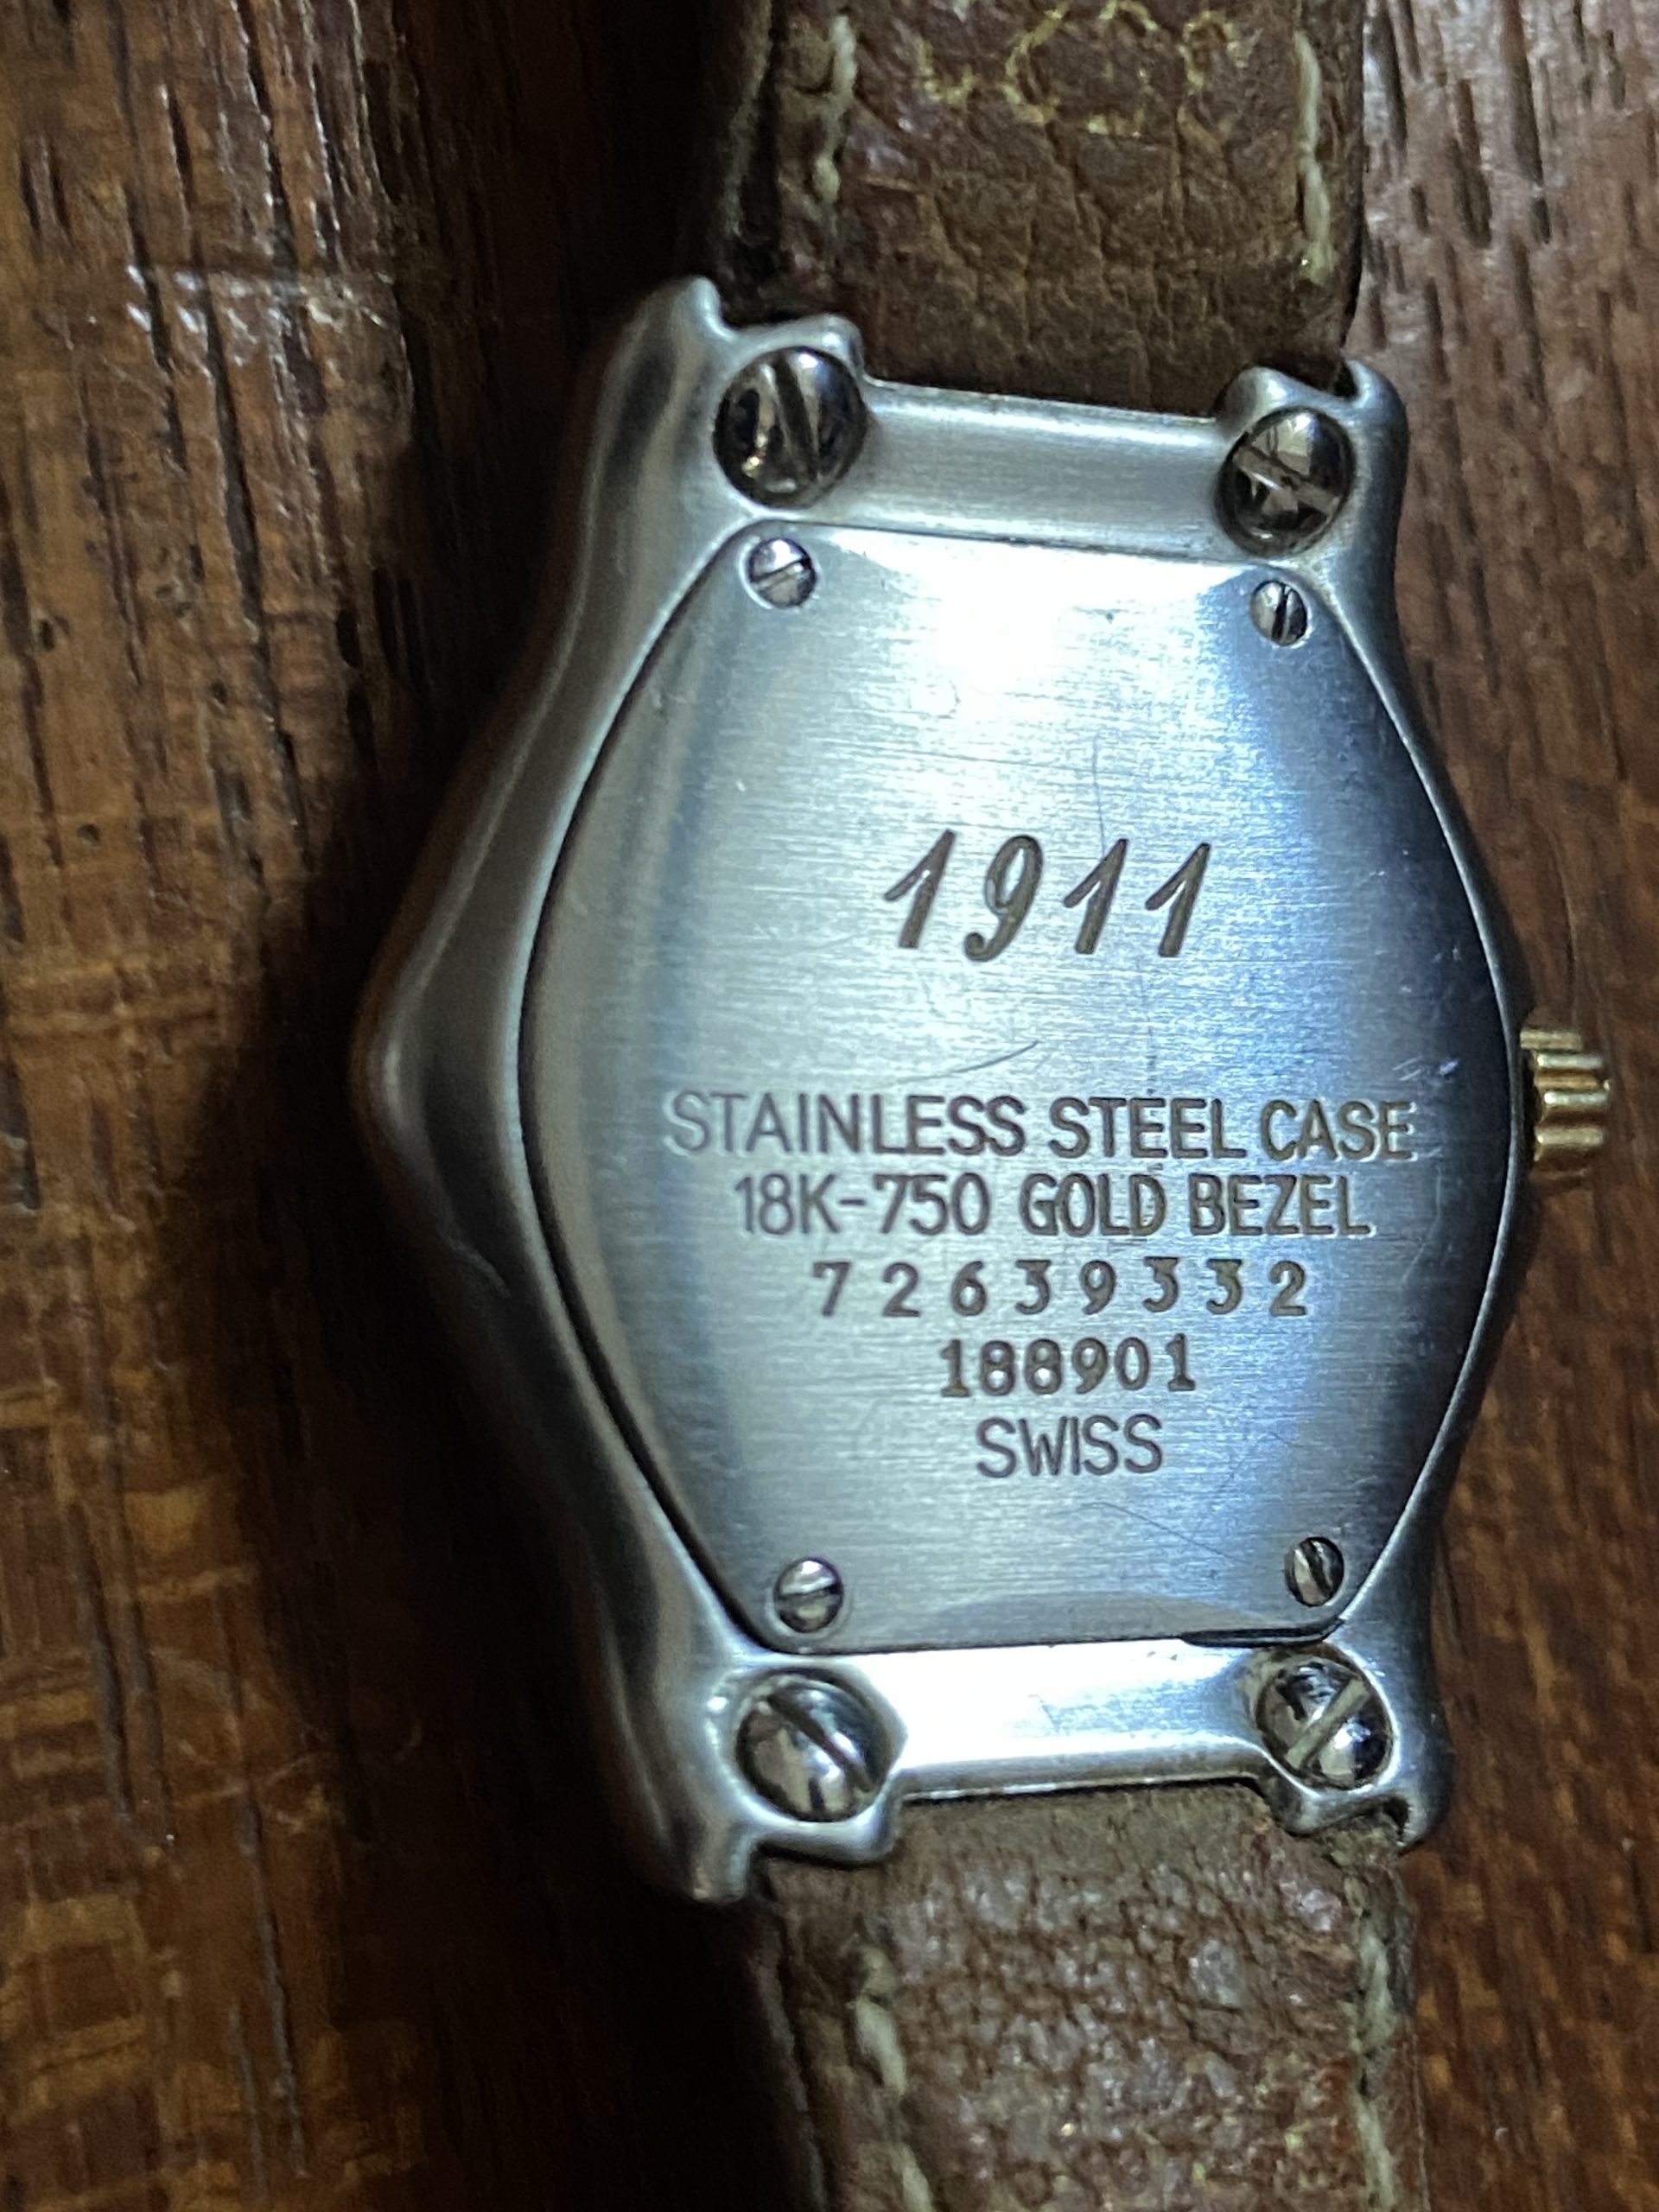 1911
STAINLESS STEEL CASE
18K-750 GOLD BEZEL
72639332
188901
SWISS